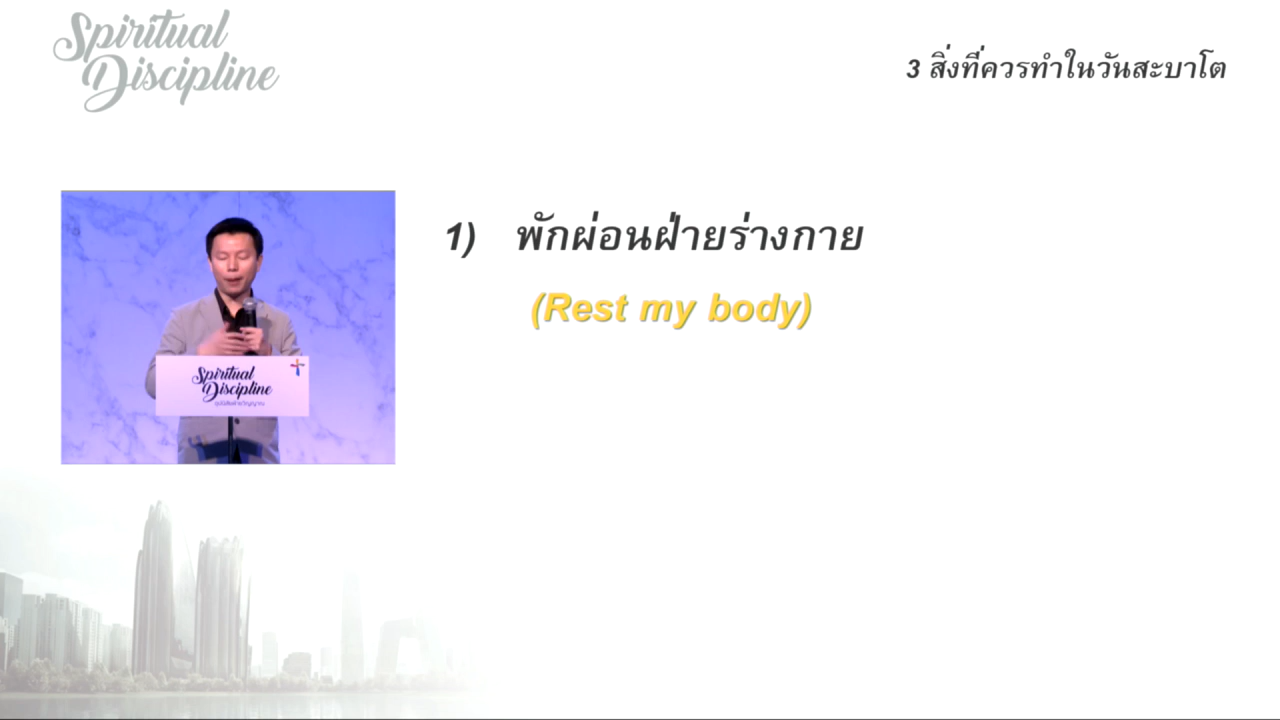 Spiritual
Discipline
3 สิ่งที่ควรทำในวันสะบาโต
1) พักผ่อนฝ่ายร่างกาย
(Rest my body)
Spiritual
Discipline